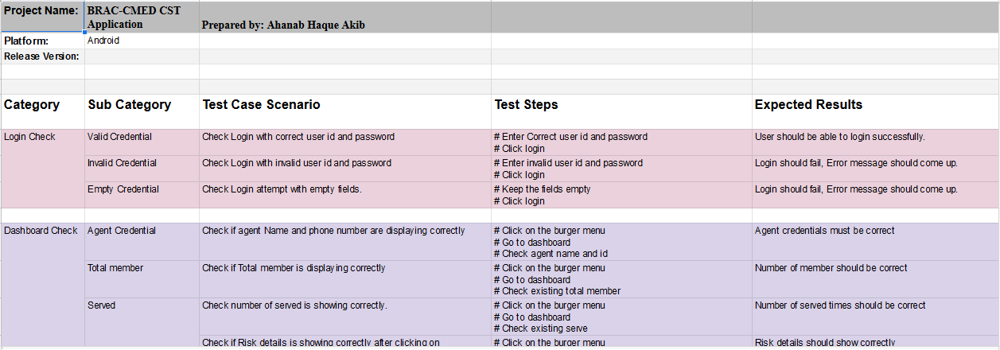 Project Name: BRAC-CMED CST Application Prepared by: Ahanab Haque Akib
Platform: Android
Release Version:
Category Sub Category Test Case Scenario Test Steps Expected Results
Login Check Valid Credential Check Login with correct user id and password # Enter Correct user id and password User should be able to login successfully.
# Click login
Invalid Credential Check Login with invalid user id and password # Enter invalid user id and password Login should fail, Error message should come up.
# Click login
Empty Credential Check Login attempt with empty fields. # Keep the fields empty Login should fail, Error message should come up.
# Click login
Dashboard Check Agent Credential Check if agent Name and phone number are displaying correctly # Click on the burger menu Agent credentials must be correct
# Go to dashboard
# Check agent name and id
Total member Check if Total member is displaying correctly # Click on the burger menu Number of member should be correct
# Go to dashboard
# Check existing total member
Served Check number of served is showing correctly. # Click on the burger menu Number of served times should be correct
# Go to dashboard
# Check existing serve
Check if Risk details is showing correctly after clicking on # Click on the burger menu Risk details should show correctly